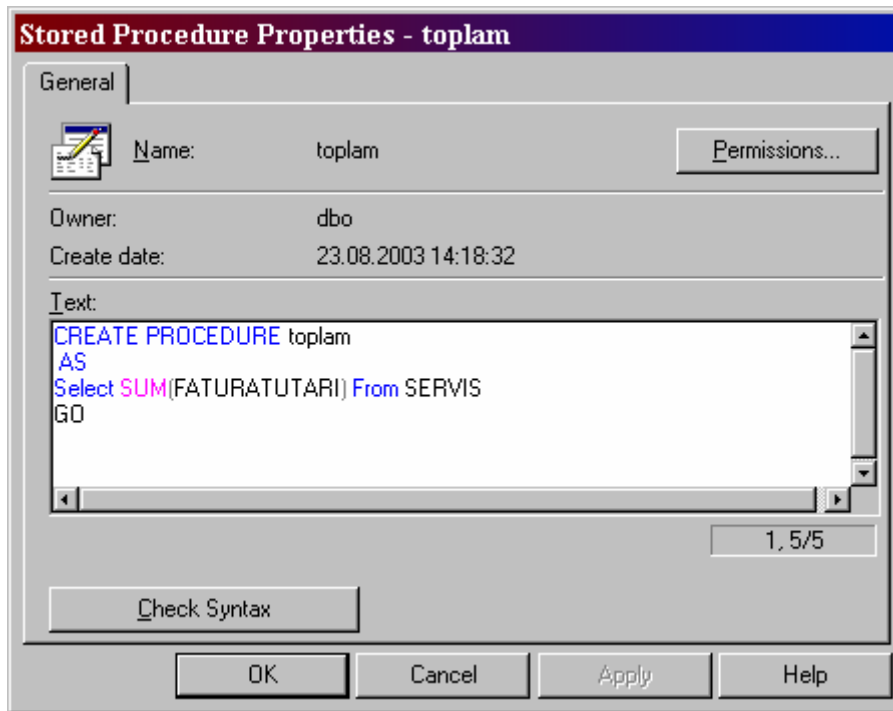 Stored Procedure Properties - toplam
General
Name: toplam Permissions...
Owner: dbo
Create date: 23.08.2003 14:18:32
Text:
CREATE PROCEDURE toplam
AS
Select SUM(FATURATUTARI) From SERVIS
GO
1, 5/5
Check Syntax
OK Cancel Apply Help